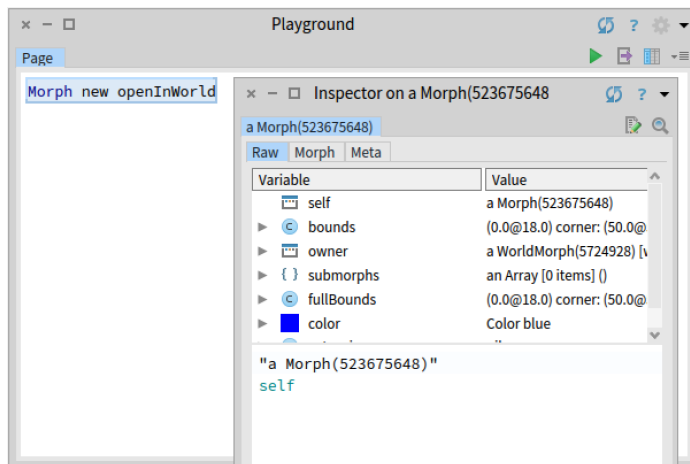 Playground
Page
Morph new openInWorld
Inspector on a Morph(523675648
a Morph(523675648)
Raw Morph Meta
Variable Value
self a Morph(523675648)
bounds (0.0@18.0) corner: (50.0@
owner a WorldMorph(5724928) [
submorphs an Array [0 items] ()
fullBounds (0.0@18.0) corner: (50.0@
color Color blue
"a Morph(523675648)"
self